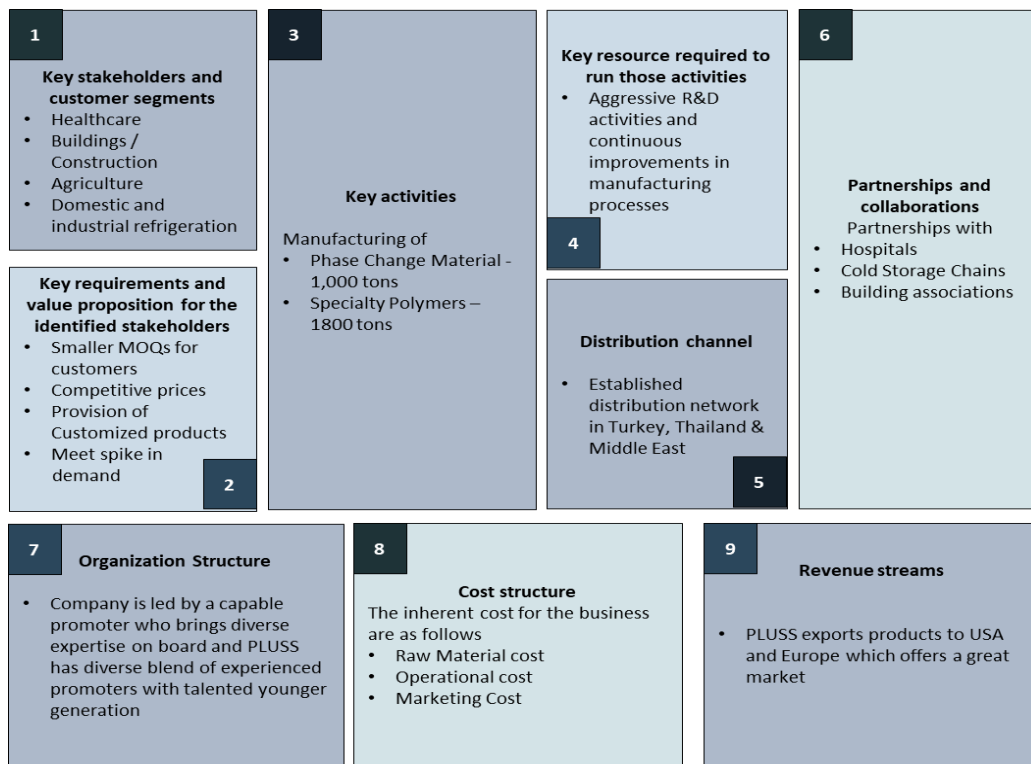 1
Key stakeholders and
customer segments
• Healthcare
• Buildings /
Construction
• Agriculture
• Domestic and
industrial refrigeration
Key requirements and
value proposition for the
identified stakeholders
• Smaller MOQs for
customers
• Competitive prices
• Provision of
Customized products
• Meet spike in
demand
2
3
Key activities
Manufacturing of
• Phase Change Material -
1,000 tons
• Specialty Polymers –
1800 tons
Key resource required to
run those activities
• Aggressive R&D
activities and
continuous
improvements in
manufacturing
processes
4
Distribution channel
• Established
distribution network
in Turkey, Thailand &
Middle East
5
6
Partnerships and
collaborations
Partnerships with
• Hospitals
• Cold Storage Chains
• Building associations
7
Organization Structure
• Company is led by a capable
promoter who brings diverse
expertise on board and PLUSS
has diverse blend of experienced
promoters with talented younger
generation
8
Cost structure
The inherent cost for the business
are as follows
• Raw Material cost
• Operational cost
• Marketing Cost
9
Revenue streams
• PLUSS exports products to USA
and Europe which offers a great
market